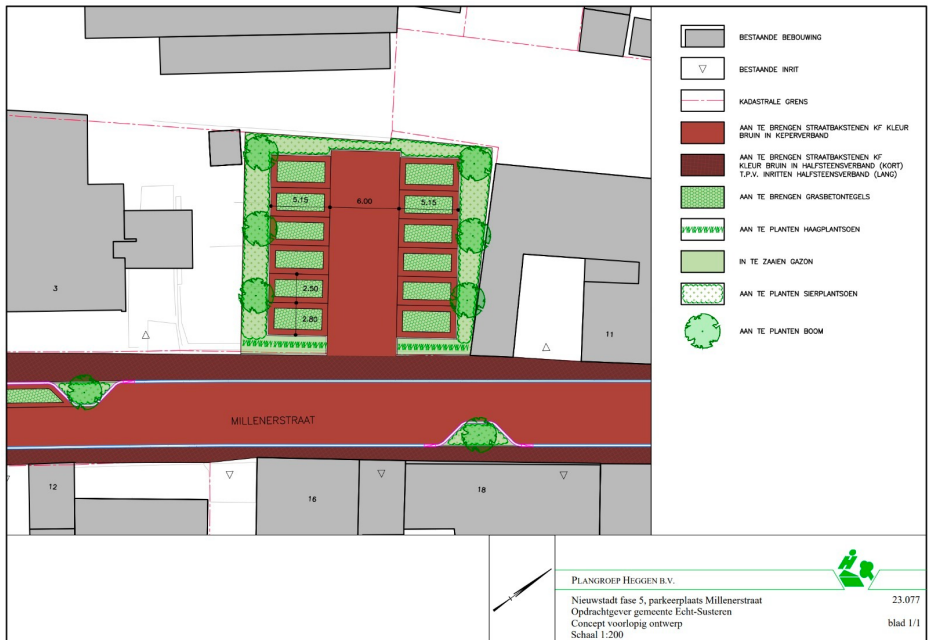 BESTAANDE BEBOUWING
BESTAANDE INRIT
KADASTRALE GRENS
AAN TE BRENGEN STRAATBAKSTENEN KF KLEUR
BRUIN IN KEPERVERBAND
AAN TE BRENGEN STRAATBAKSTENEN KF
KLEUR BRUIN IN HALFSTEENSVERBAND (KORT)
T.P.V. INRITTEN HALFSTEENSVERBAND (LANG)
AAN TE BRENGEN GRASBETONTEGELS
AAN TE PLANTEN HAAGPLANTSOEN
IN TE ZAAIEN GAZON
AAN TE PLANTEN SIERPLANTSOEN
AAN TE PLANTEN BOOM
5.15
6.00
5.15
2.50
2.80
3
11
MILLENERSTRAAT
12
16
18
PLANGROEP HEGGEN B.V.
Nieuwstadt fase 5, parkeerplaats Millenerstraat 23.077
Opdrachtgever gemeente Echt-Susteren
Concept voorlopig ontwerp blad 1/1
Schaal 1:200